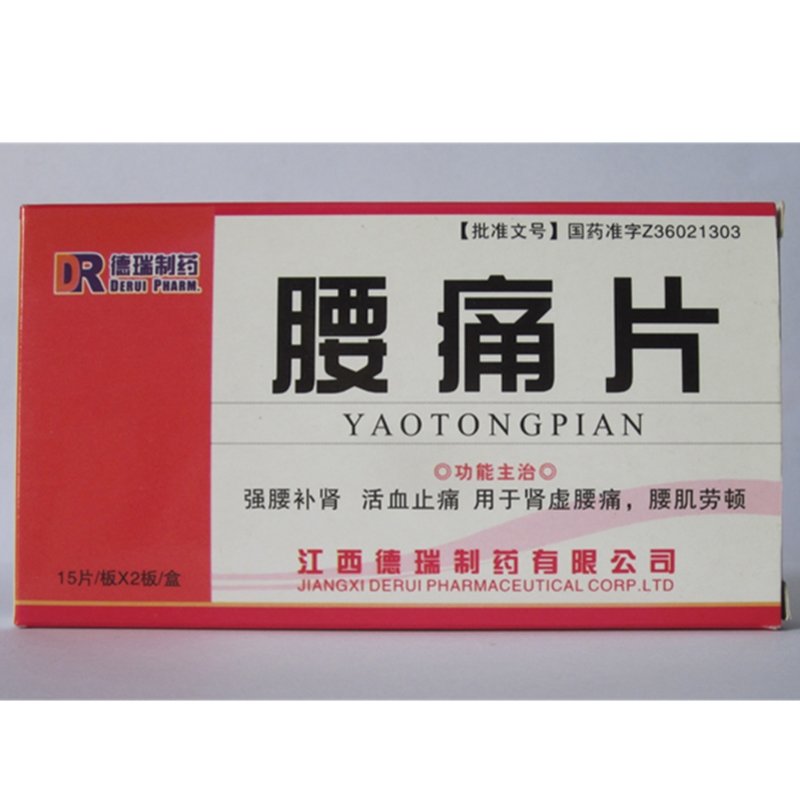 【批准文号】国药准字Z36021303
DR 德瑞制药
DERUI PHARM.
腰痛片
YAOTONGPIAN
◎功能主治◎
强腰补肾 活血止痛 用于肾虚腰痛，腰肌劳顿
15片/板X2板/盒
江西德瑞制药有限公司
JIANGXI DERUI PHARMACEUTICAL CORP.LTD